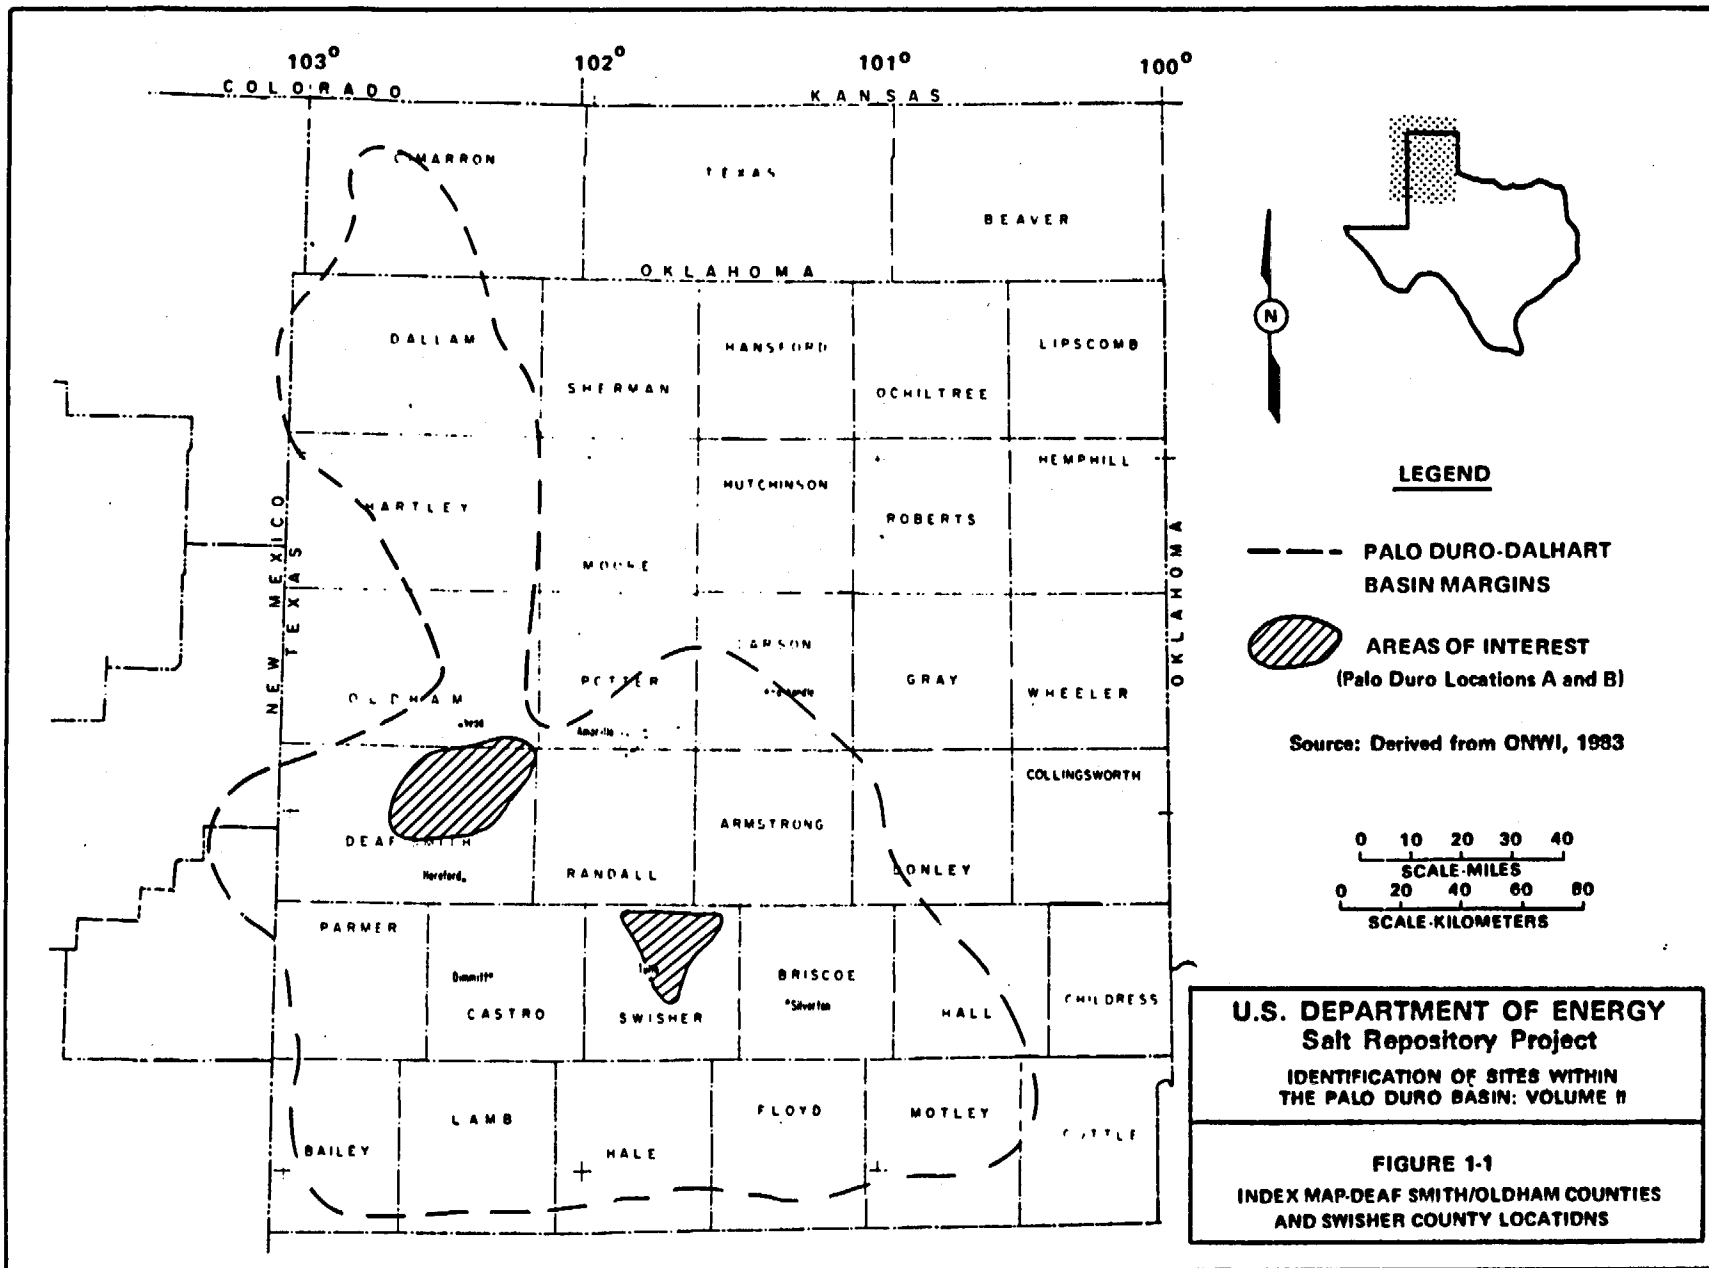 103° 102° 101° 100°
COLORADO KANSAS
CIMARRON
TEXAS
BEAVER
OKLAHOMA
DALLAM
HANSFORD
LIPSCOMB
SHERMAN
OCHILTREE
HEMPHILL
HARTLEY
HUTCHINSON
ROBERTS
MOORE
NEW MEXICO
TEXAS
OKLAHOMA
CARSON
OLDHAM
POTTER
Panhandle
GRAY
WHEELER
Vega
Amarillo
COLLINGSWORTH
DEAF SMITH
ARMSTRONG
Hereford
RANDALL
DONLEY
PARMER
Dimmitt
CASTRO
Tulia
SWISHER
BRISCOE
Silverton
HALL
CHILDRESS
BAILEY
LAMB
HALE
FLOYD
MOTLEY
COTTLE
N
LEGEND
PALO DURO-DALHART
BASIN MARGINS
AREAS OF INTEREST
(Palo Duro Locations A and B)
Source: Derived from ONWI, 1983
0 10 20 30 40
SCALE-MILES
0 20 40 60 80
SCALE-KILOMETERS
U.S. DEPARTMENT OF ENERGY
Salt Repository Project
IDENTIFICATION OF SITES WITHIN
THE PALO DURO BASIN: VOLUME II
FIGURE 1-1
INDEX MAP-DEAF SMITH/OLDHAM COUNTIES
AND SWISHER COUNTY LOCATIONS